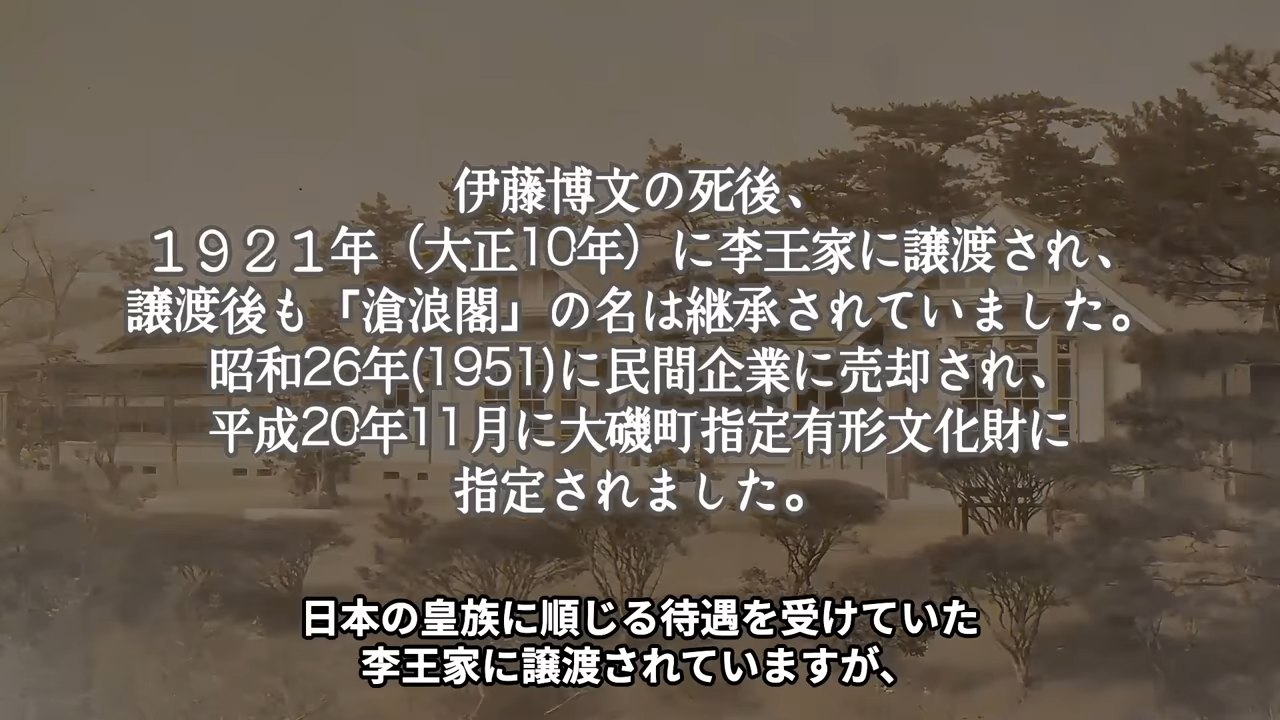 伊藤博文の死後、
１９２１年（大正10年）に李王家に譲渡され、
譲渡後も「滄浪閣」の名は継承されていました。
昭和26年(1951)に民間企業に売却され、
平成20年11月に大磯町指定有形文化財に
指定されました。
日本の皇族に順じる待遇を受けていた
李王家に譲渡されていますが、